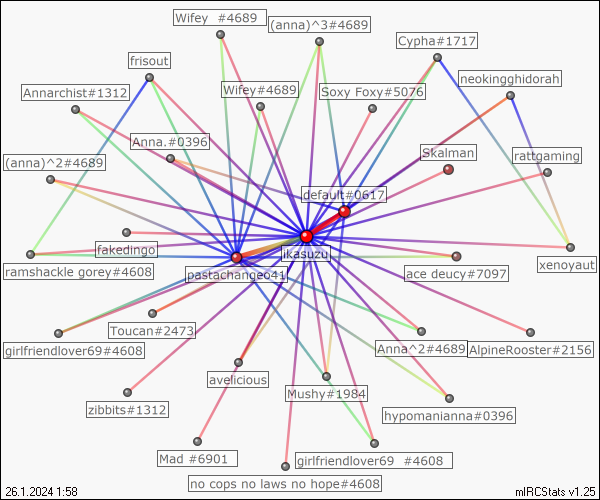 Wifey  #4689
(anna)^3#4689
Cypha#1717
frisout
neokingghidorah
Annarchist#1312
Wifey#4689
Soxy Foxy#5076
Anna.#0396
Skalman
(anna)^2#4689
rattgaming
default#0617
fakedingo
ikasuzu
ramshackle gorey#4608
pastachange041
ace deucy#7097
xenoyaut
Toucan#2473
girlfriendlover69#4608
Anna^2#4689
AlpineRooster#2156
avelicious
Mushy#1984
zibbits#1312
hypomanianna#0396
Mad #6901
girlfriendlover69  #4608
no cops no laws no hope#4608
26.1.2024 1:58
mIRCStats v1.25